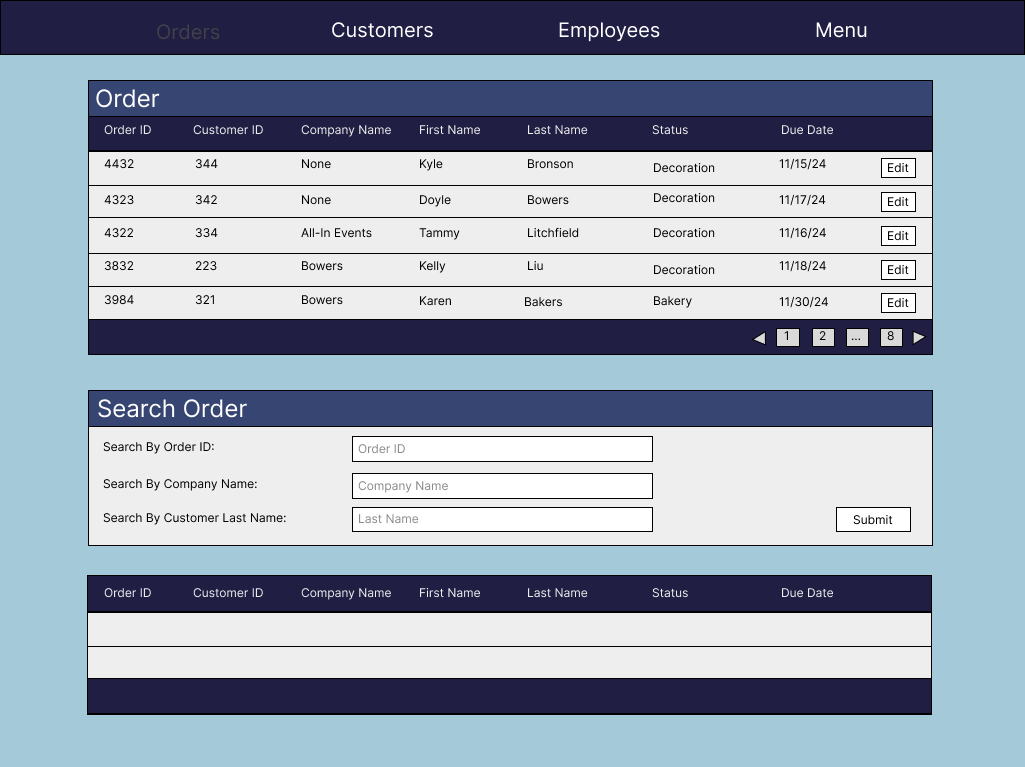 Orders Customers Employees Menu
Order
Order ID Customer ID Company Name First Name Last Name Status Due Date
4432 344 None Kyle Bronson Decoration 11/15/24 Edit
4323 342 None Doyle Bowers Decoration 11/17/24 Edit
4322 334 All-In Events Tammy Litchfield Decoration 11/16/24 Edit
3832 223 Bowers Kelly Liu Decoration 11/18/24 Edit
3984 321 Bowers Karen Bakers Bakery 11/30/24 Edit
1 2 ... 8
Search Order
Search By Order ID: Order ID
Search By Company Name: Company Name
Search By Customer Last Name: Last Name Submit
Order ID Customer ID Company Name First Name Last Name Status Due Date